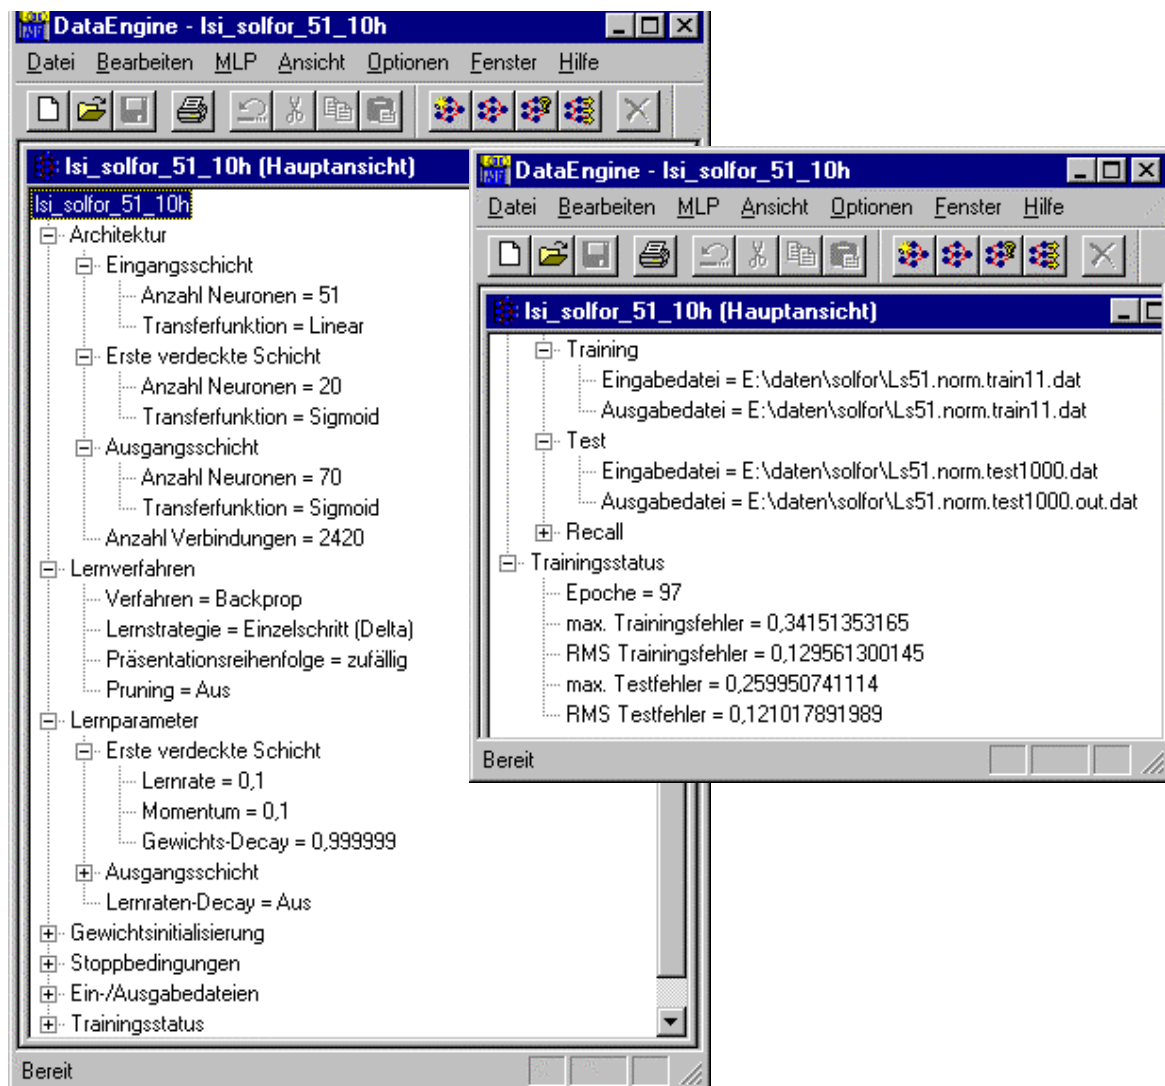 DataEngine - lsi_solfor_51_10h
Datei Bearbeiten MLP Ansicht Optionen Fenster Hilfe
lsi_solfor_51_10h (Hauptansicht)
lsi_solfor_51_10h
Architektur
Eingangsschicht
Anzahl Neuronen = 51
Transferfunktion = Linear
Erste verdeckte Schicht
Anzahl Neuronen = 20
Transferfunktion = Sigmoid
Ausgangsschicht
Anzahl Neuronen = 70
Transferfunktion = Sigmoid
Anzahl Verbindungen = 2420
Lernverfahren
Verfahren = Backprop
Lernstrategie = Einzelschritt (Delta)
Präsentationsreihenfolge = zufällig
Pruning = Aus
Lernparameter
Erste verdeckte Schicht
Lernrate = 0,1
Momentum = 0,1
Gewichts-Decay = 0,999999
Ausgangsschicht
Lernraten-Decay = Aus
Gewichtsinitialisierung
Stoppbedingungen
Ein-/Ausgabedateien
Trainingsstatus
Bereit
DataEngine - lsi_solfor_51_10h
Datei Bearbeiten MLP Ansicht Optionen Fenster Hilfe
lsi_solfor_51_10h (Hauptansicht)
Training
Eingabedatei = E:\daten\solfor\Ls51.norm.train11.dat
Ausgabedatei = E:\daten\solfor\Ls51.norm.train11.dat
Test
Eingabedatei = E:\daten\solfor\Ls51.norm.test1000.dat
Ausgabedatei = E:\daten\solfor\Ls51.norm.test1000.out.dat
Recall
Trainingsstatus
Epoche = 97
max. Trainingsfehler = 0,34151353165
RMS Trainingsfehler = 0,129561300145
max. Testfehler = 0,259950741114
RMS Testfehler = 0,121017891989
Bereit